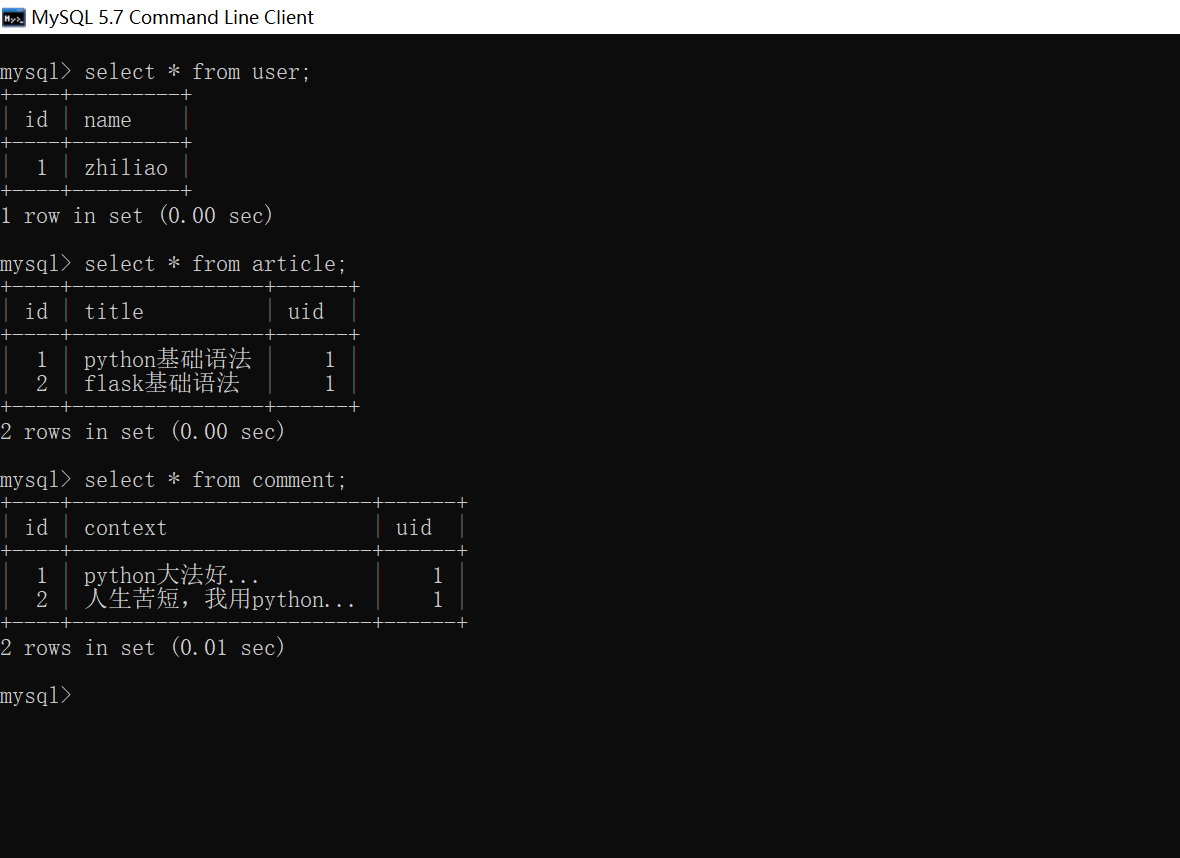 MySQL 5.7 Command Line Client
mysql> select * from user;
+----+---------+
| id | name    |
+----+---------+
|  1 | zhiliao |
+----+---------+
1 row in set (0.00 sec)
mysql> select * from article;
+----+----------------+------+
| id | title          | uid  |
+----+----------------+------+
|  1 | python基础语法 |    1 |
|  2 | flask基础语法  |    1 |
+----+----------------+------+
2 rows in set (0.00 sec)
mysql> select * from comment;
+----+-------------------------+------+
| id | context                 | uid  |
+----+-------------------------+------+
|  1 | python大法好...         |    1 |
|  2 | 人生苦短，我用python... |    1 |
+----+-------------------------+------+
2 rows in set (0.01 sec)
mysql>